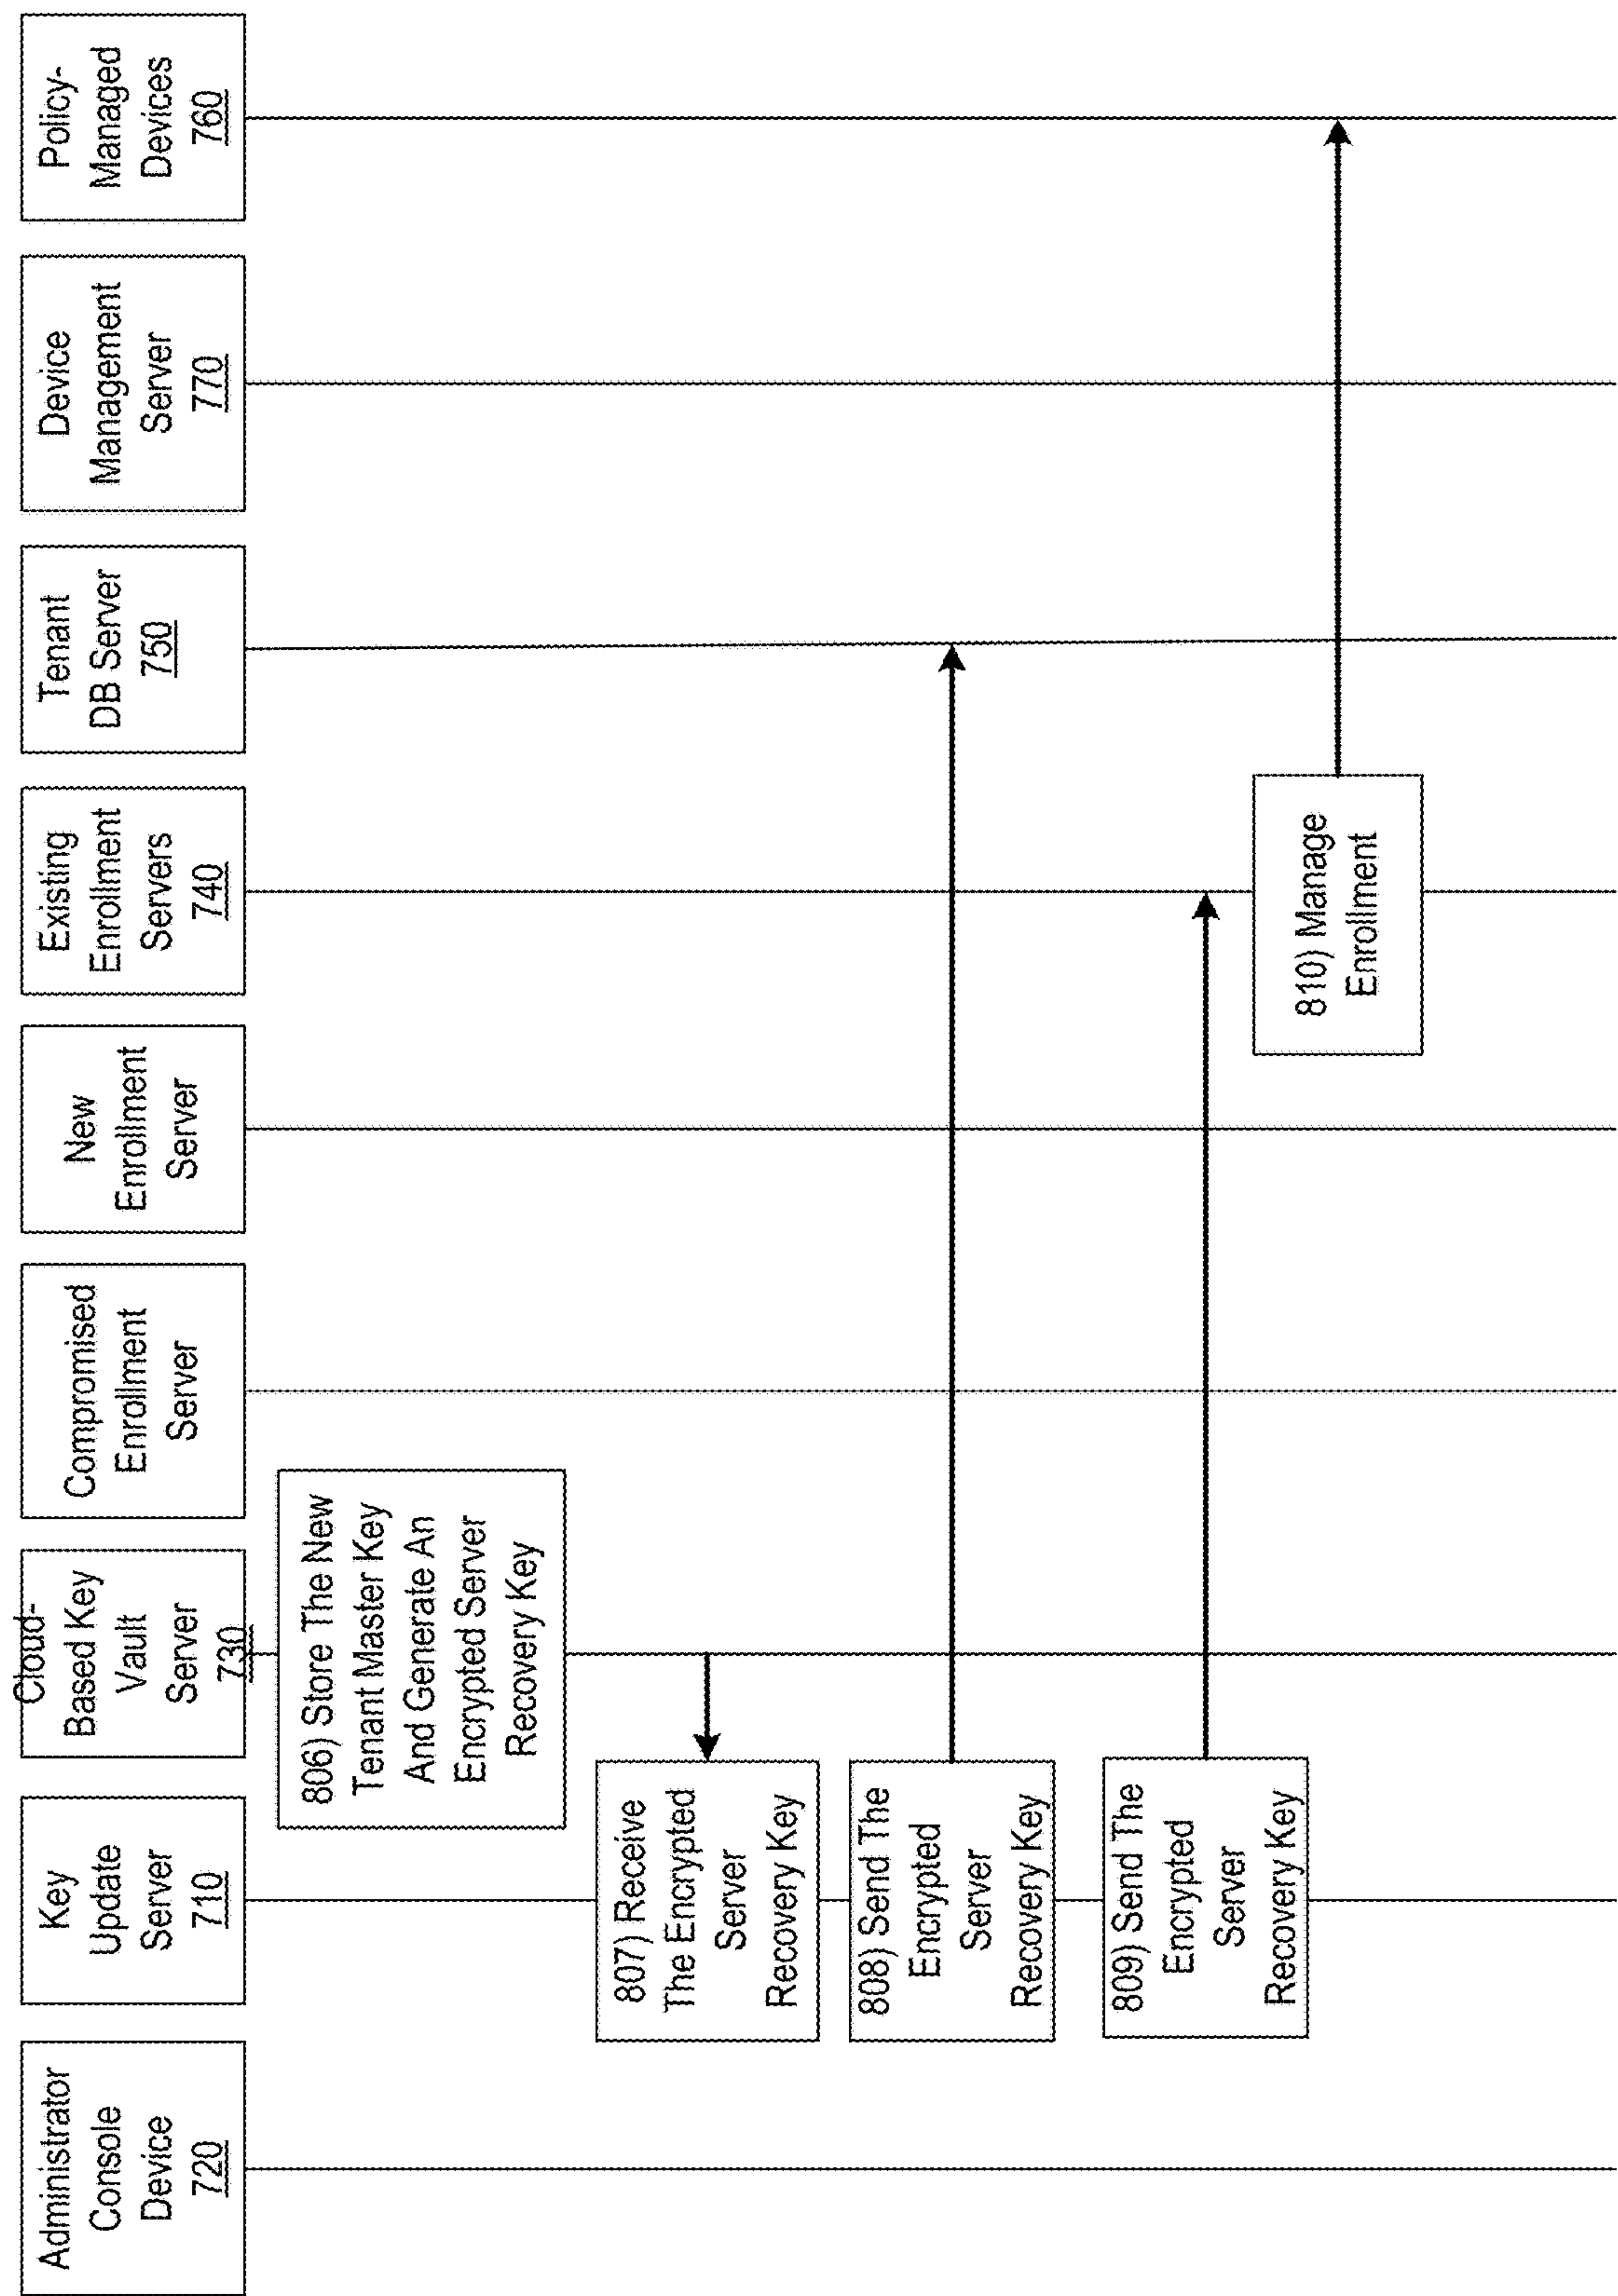 Administrator
Console
Device
720
Key
Update
Server
710
Cloud-
Based Key
Vault
Server
730
Compromised
Enrollment
Server
New
Enrollment
Server
Existing
Enrollment
Servers
740
Tenant
DB Server
750
Device
Management
Server
770
Policy-
Managed
Devices
760
806) Store The New
Tenant Master Key
And Generate An
Encrypted Server
Recovery Key
807) Receive
The Encrypted
Server
Recovery Key
808) Send The
Encrypted
Server
Recovery Key
809) Send The
Encrypted
Server
Recovery Key
810) Manage
Enrollment